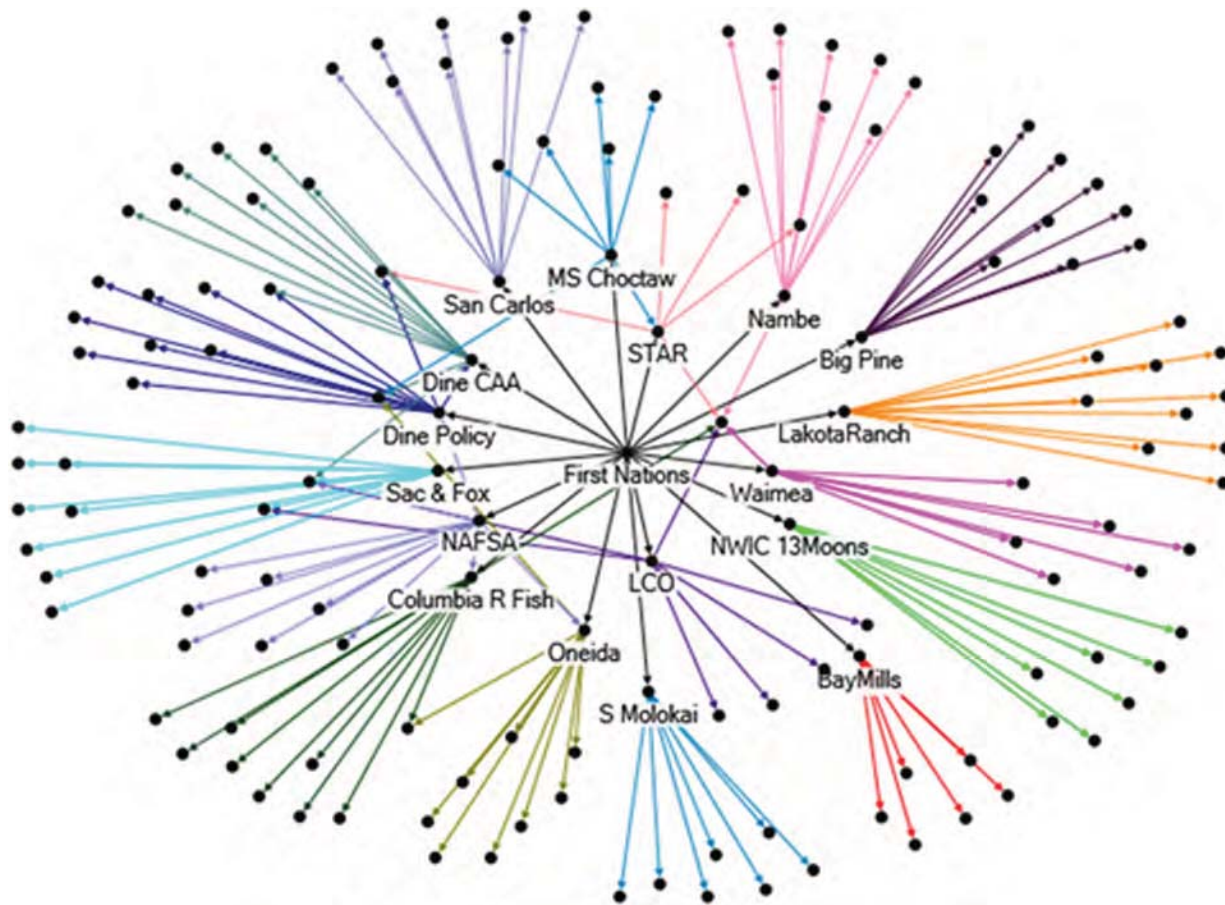 MS Choctaw
San Carlos
Nambe
STAR
Big Pine
Dine CAA
Dine Policy
LakotaRanch
First Nations
Sac & Fox
Waimea
NAFSA
NWIC 13Moons
LCO
Columbia R Fish
Oneida
BayMills
S Molokai